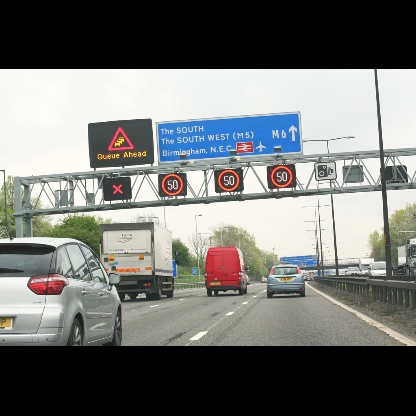 The SOUTH
The SOUTH WEST (M5)
M6
Birmingham, N.E.C.
Queue Ahead
50
50
50